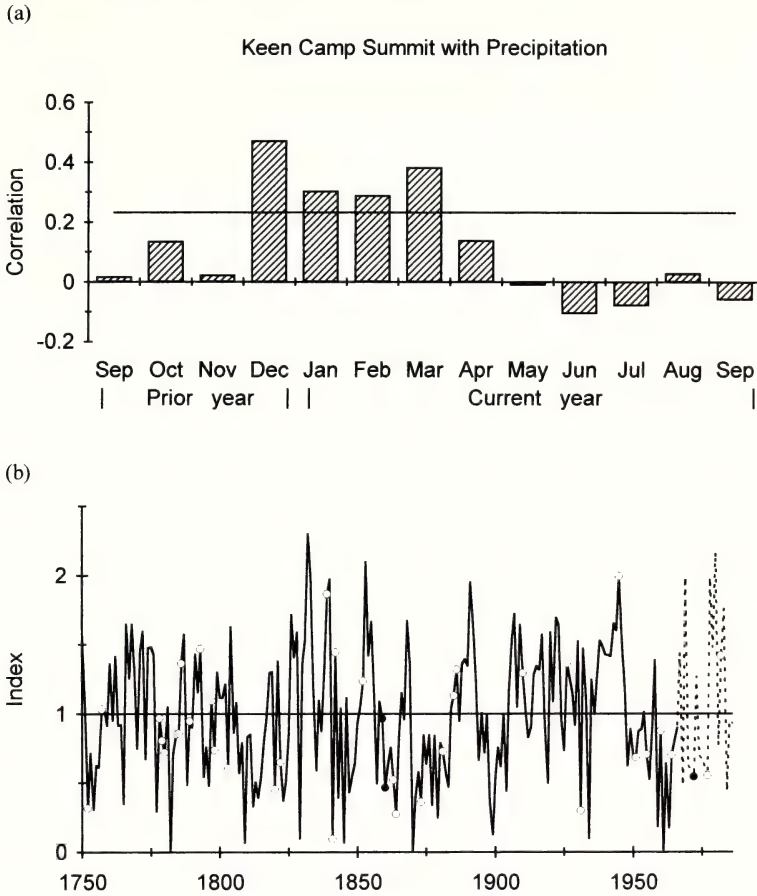 (a)
Keen Camp Summit with Precipitation
0.6
0.4
0.2
0
-0.2
Correlation
Sep Oct Nov Dec Jan Feb Mar Apr May Jun Jul Aug Sep
| Prior year | | Current year |
(b)
2
1
0
Index
1750 1800 1850 1900 1950